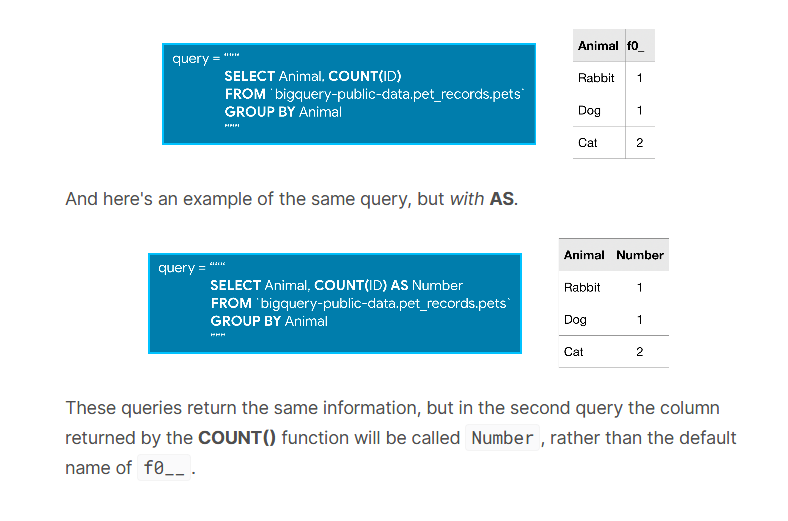 query = """
SELECT Animal, COUNT(ID)
FROM `bigquery-public-data.pet_records.pets`
GROUP BY Animal
"""
Animal f0_
Rabbit 1
Dog 1
Cat 2
And here's an example of the same query, but with AS.
query = """
SELECT Animal, COUNT(ID) AS Number
FROM `bigquery-public-data.pet_records.pets`
GROUP BY Animal
"""
Animal Number
Rabbit 1
Dog 1
Cat 2
These queries return the same information, but in the second query the column
returned by the COUNT() function will be called Number, rather than the default
name of f0__.